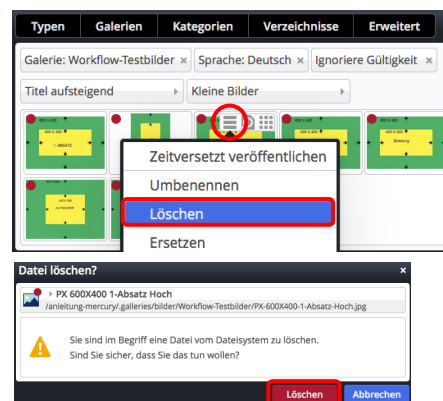 Typen Galerien Kategorien Verzeichnisse Erweitert
Galerie: Workflow-Testbilder × Sprache: Deutsch × Ignoriere Gültigkeit ×
Titel aufsteigend Kleine Bilder
Zeitversetzt veröffentlichen
Umbenennen
Löschen
Ersetzen
Datei löschen? ×
PX 600X400 1-Absatz Hoch
/anleitung-mercury/.galleries/bilder/Workflow-Testbilder/PX-600X400-1-Absatz-Hoch.jpg
Sie sind im Begriff eine Datei vom Dateisystem zu löschen.
Sind Sie sicher, dass Sie das tun wollen?
Löschen Abbrechen